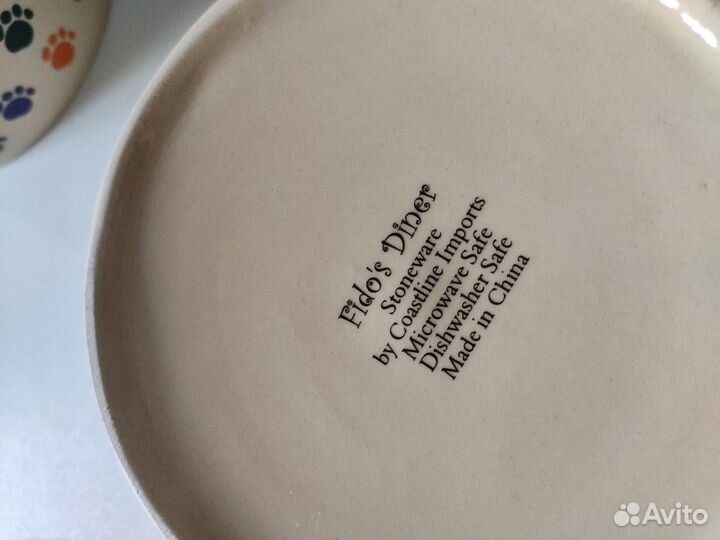 Fido's Diner
Stoneware
by Coastline Imports
Microwave Safe
Dishwasher Safe
Made in China
Avito